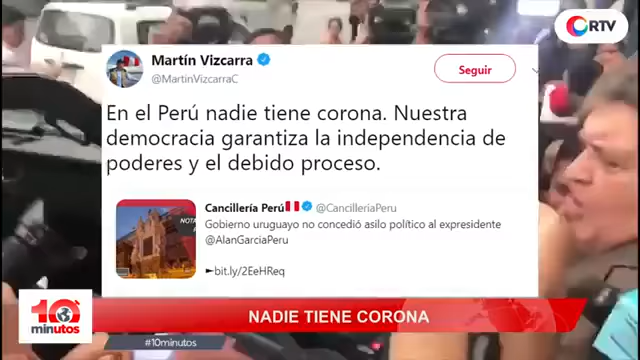 ORTV
Martín Vizcarra
@MartinVizcarraC
Seguir
En el Perú nadie tiene corona. Nuestra
democracia garantiza la independencia de
poderes y el debido proceso.
NOTA
Cancillería Perú @CancilleriaPeru
Gobierno uruguayo no concedió asilo político al expresidente
@AlanGarciaPeru
►bit.ly/2EeHReq
10
minutos
NADIE TIENE CORONA
#10minutos